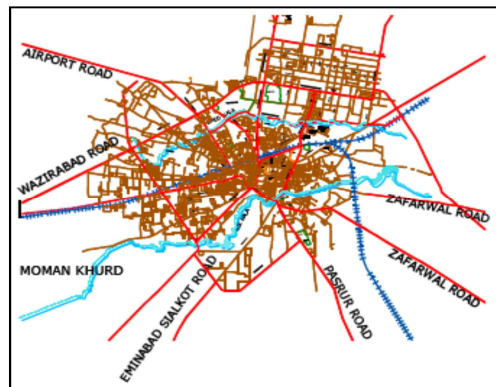 AIRPORT ROAD
WAZIRABAD ROAD
ZAFARWAL ROAD
MOMAN KHURD
ZAFARWAL ROAD
EMINABAD SIALKOT ROAD
PASRUR ROAD